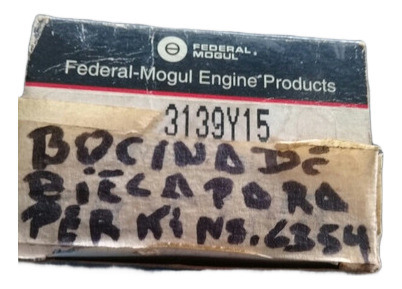 FEDERAL
MOGUL
Federal-Mogul Engine Products
3139Y15
BOCINA DE
BIELA PARA
PERKINS. 6354